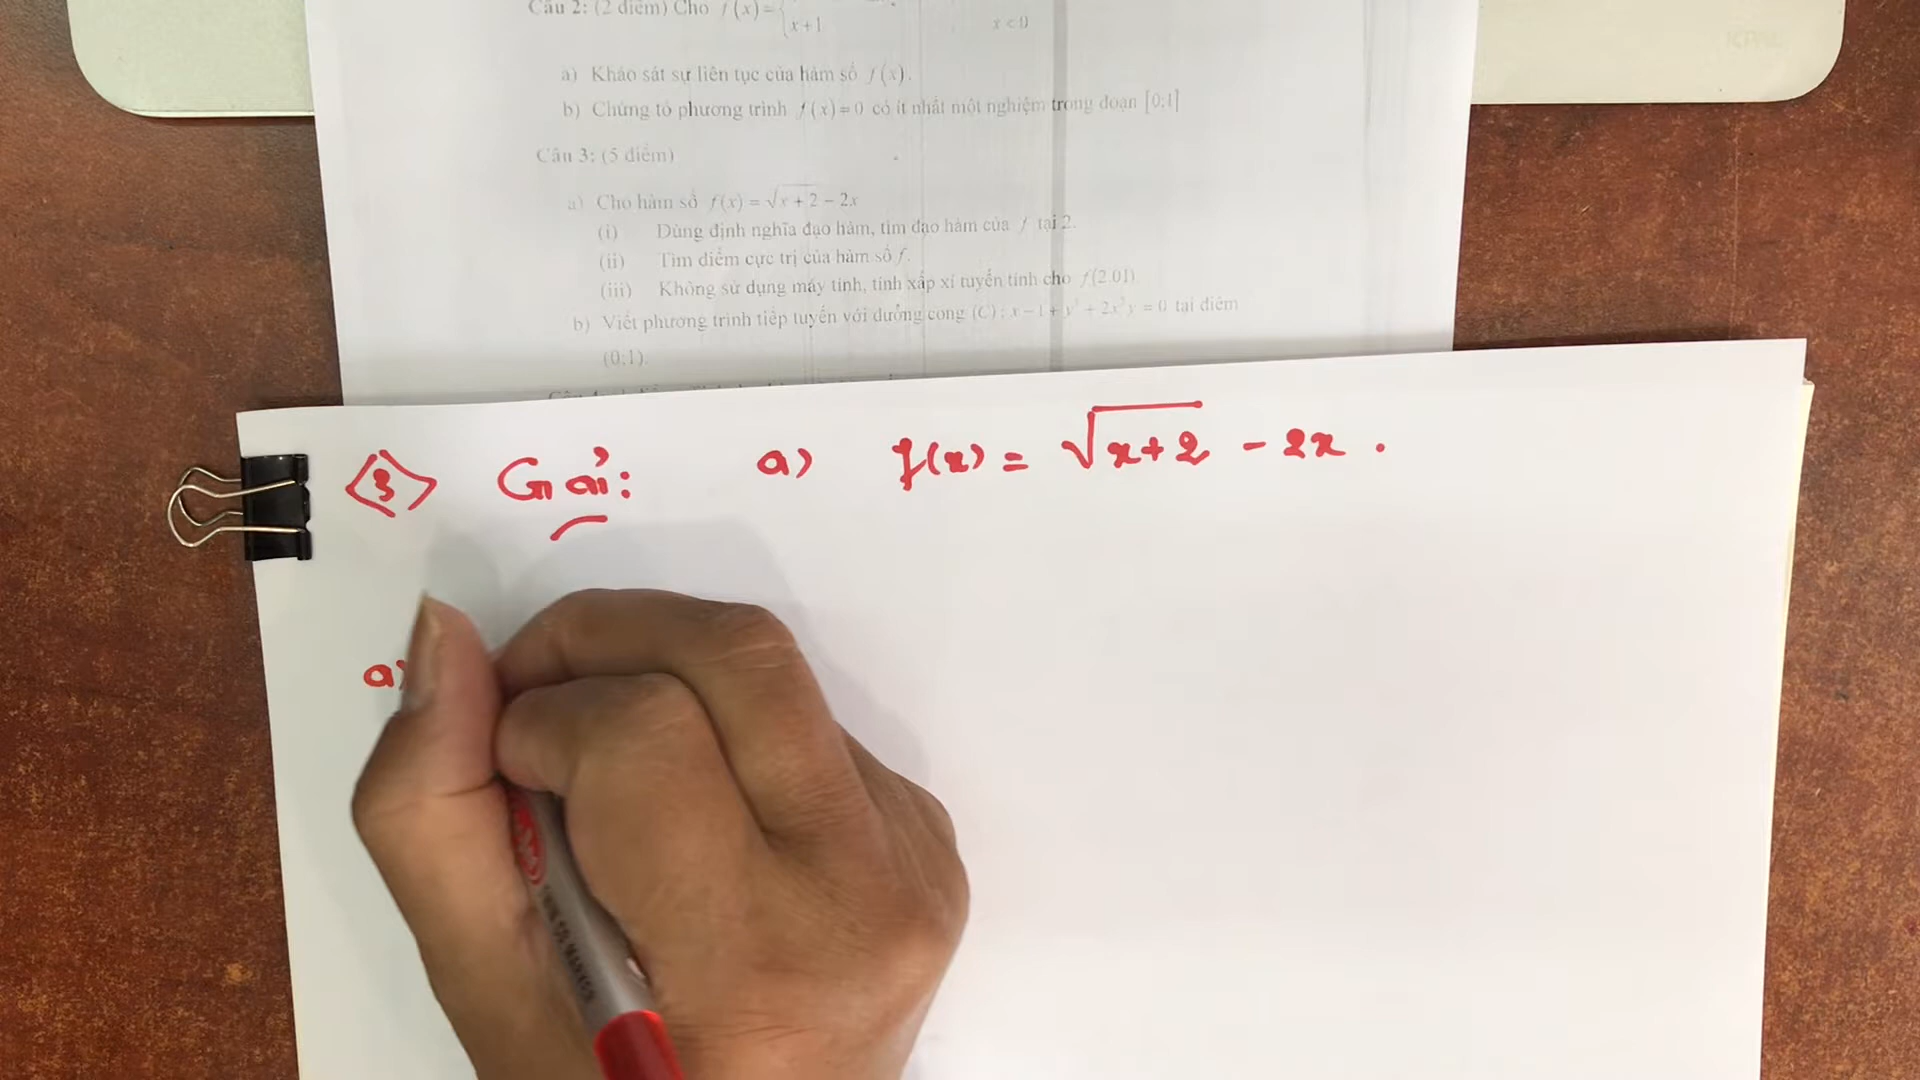 Câu 2: (2 điểm) Cho f(x)={
x+1 x<0
a) Khảo sát sự liên tục của hàm số f(x).
b) Chứng tỏ phương trình f(x)=0 có ít nhất một nghiệm trong đoạn [0;1]
Câu 3: (5 điểm)
a) Cho hàm số f(x) = √(x+2) − 2x
(i) Dùng định nghĩa đạo hàm, tìm đạo hàm của f tại 2.
(ii) Tìm điểm cực trị của hàm số f.
(iii) Không sử dụng máy tính, tính xấp xỉ tuyến tính cho f(2.01)
b) Viết phương trình tiếp tuyến với đường cong (C): x−1+y³+2x²y=0 tại điểm
(0;1).
3 Giải: a) f(x) = √(x+2) - 2x .
a)